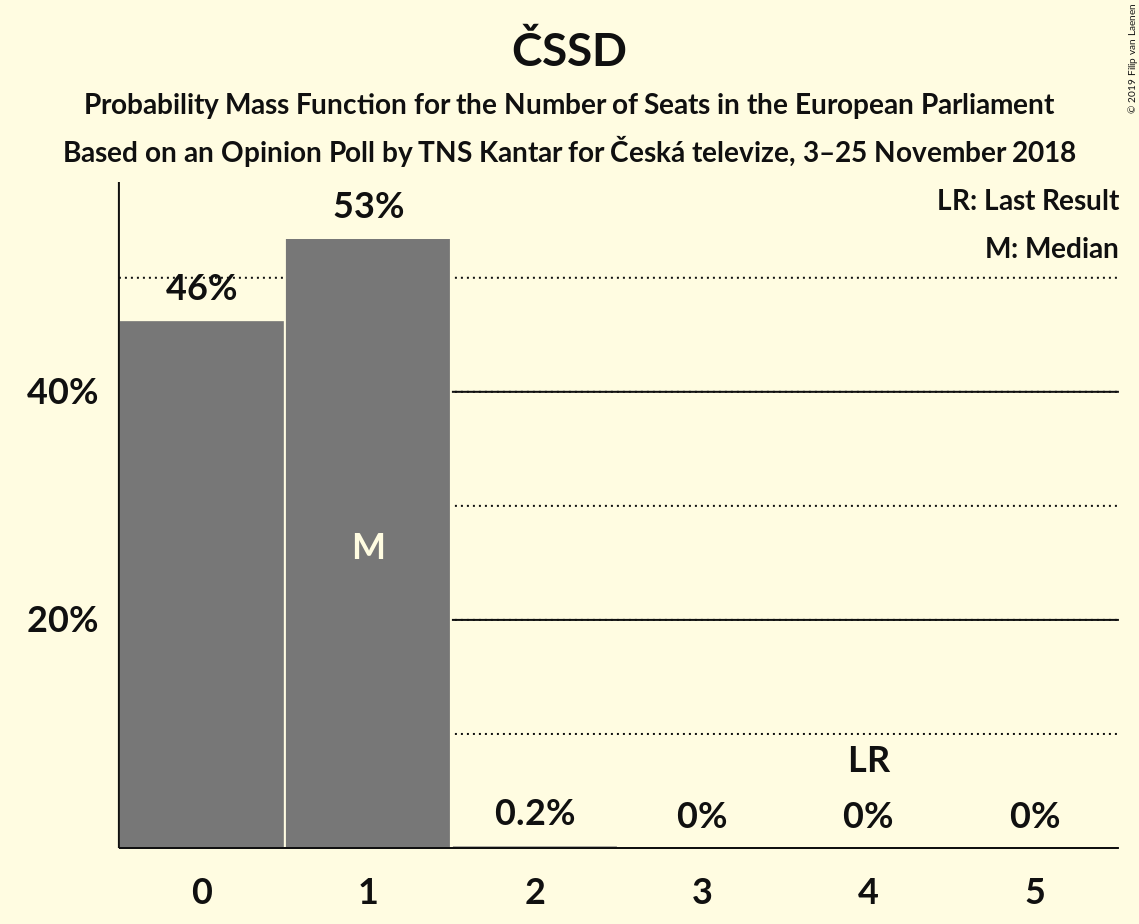 ČSSD
Probability Mass Function for the Number of Seats in the European Parliament
Based on an Opinion Poll by TNS Kantar for Česká televize, 3–25 November 2018
© 2019 Filip van Laenen
LR: Last Result
M: Median
53%
46%
40%
M
20%
LR
0.2%
0%
0%
0%
0
1
2
3
4
5